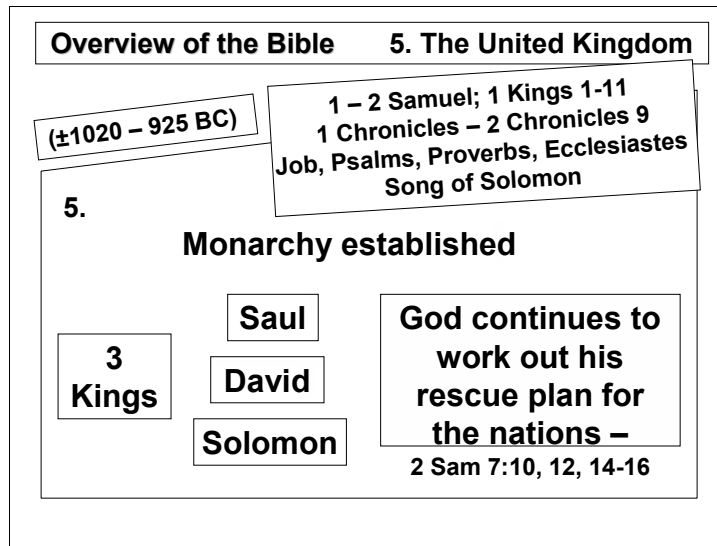 Overview of the Bible 5. The United Kingdom
(±1020 – 925 BC)
1 – 2 Samuel; 1 Kings 1-11
1 Chronicles – 2 Chronicles 9
Job, Psalms, Proverbs, Ecclesiastes
Song of Solomon
5.
Monarchy established
3
Kings
Saul
David
Solomon
God continues to
work out his
rescue plan for
the nations –
2 Sam 7:10, 12, 14-16